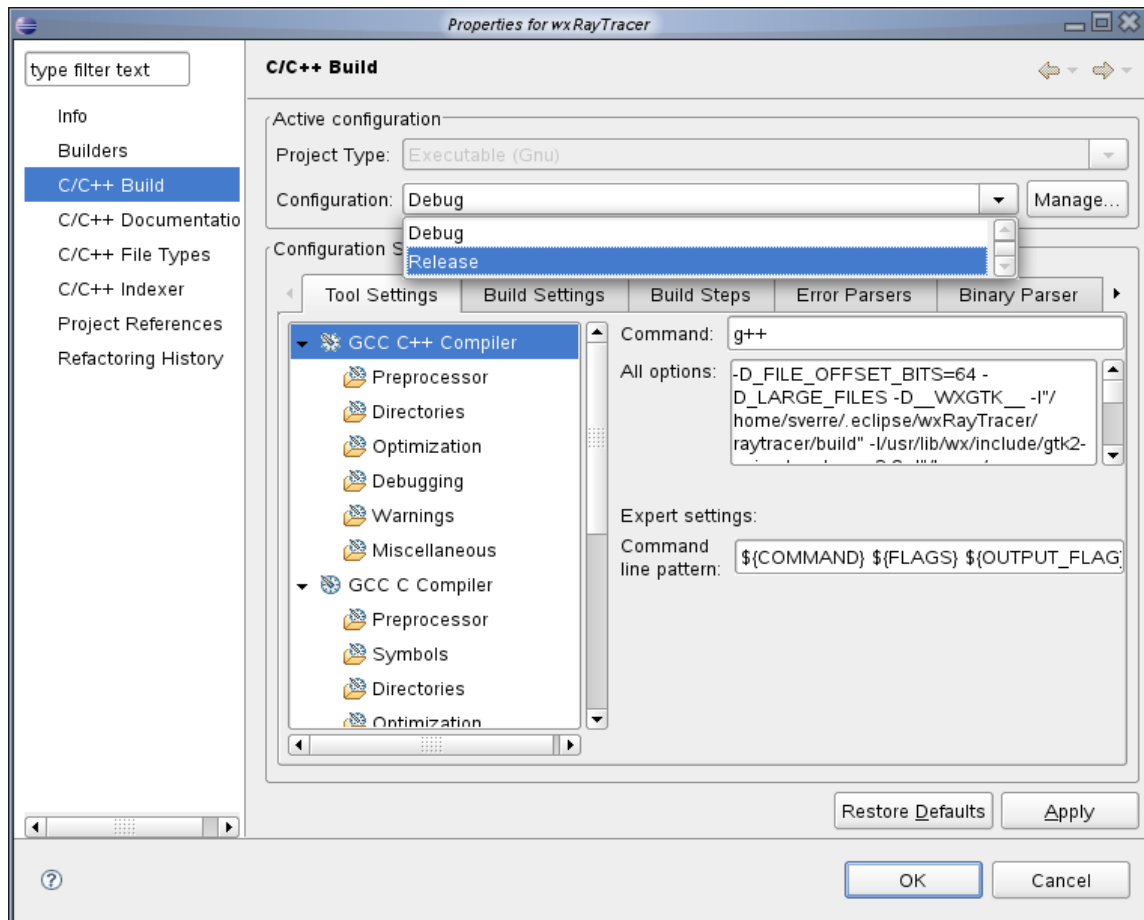 Properties for wxRayTracer
type filter text
Info
Builders
C/C++ Build
C/C++ Documentatio
C/C++ File Types
C/C++ Indexer
Project References
Refactoring History
C/C++ Build
Active configuration
Project Type: Executable (Gnu)
Configuration: Debug Manage...
Debug
Release
Configuration S
Tool Settings Build Settings Build Steps Error Parsers Binary Parser
GCC C++ Compiler
Preprocessor
Directories
Optimization
Debugging
Warnings
Miscellaneous
GCC C Compiler
Preprocessor
Symbols
Directories
Optimization
Command: g++
All options: -D_FILE_OFFSET_BITS=64 -
D_LARGE_FILES -D__WXGTK__ -I"/
home/sverre/.eclipse/wxRayTracer/
raytracer/build" -I/usr/lib/wx/include/gtk2-
Expert settings:
Command
line pattern: ${COMMAND} ${FLAGS} ${OUTPUT_FLAG
Restore Defaults Apply
OK Cancel